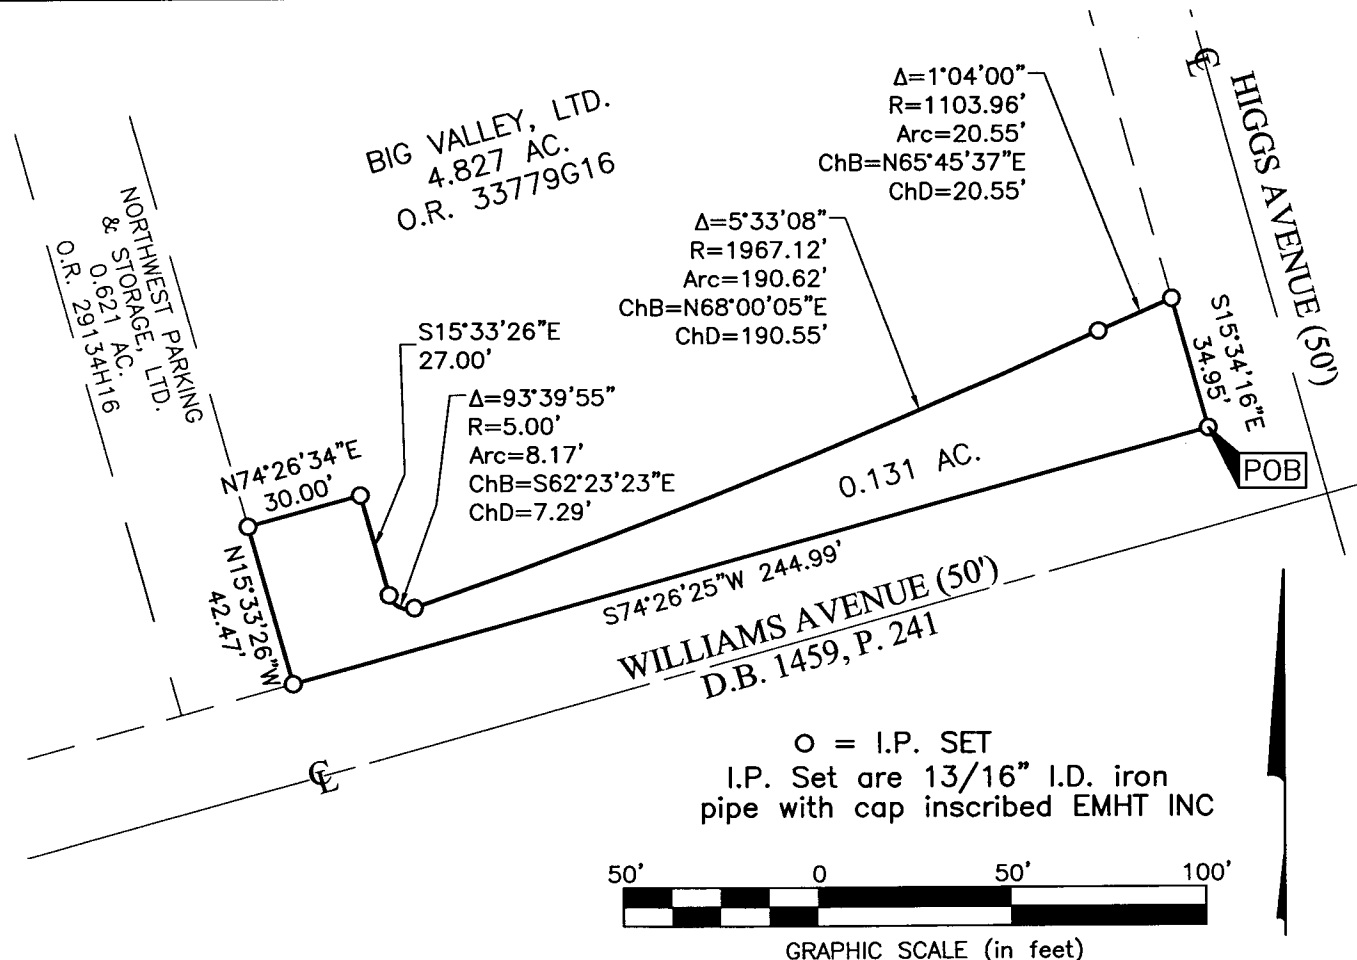 BIG VALLEY, LTD.
4.827 AC.
O.R. 33779G16
Δ=1°04'00"
R=1103.96'
Arc=20.55'
ChB=N65°45'37"E
ChD=20.55'
℄
HIGGS AVENUE (50')
NORTHWEST PARKING
& STORAGE, LTD.
0.621 AC.
O.R. 29134H16
Δ=5°33'08"
R=1967.12'
Arc=190.62'
ChB=N68°00'05"E
ChD=190.55'
S15°33'26"E
27.00'
Δ=93°39'55"
R=5.00'
Arc=8.17'
ChB=S62°23'23"E
ChD=7.29'
S15°34'16"E
34.95'
N74°26'34"E
30.00'
0.131 AC.
POB
N15°33'26"W
42.47'
S74°26'25"W 244.99'
WILLIAMS AVENUE (50')
D.B. 1459, P. 241
℄
O = I.P. SET
I.P. Set are 13/16" I.D. iron
pipe with cap inscribed EMHT INC
50' 0 50' 100'
GRAPHIC SCALE (in feet)